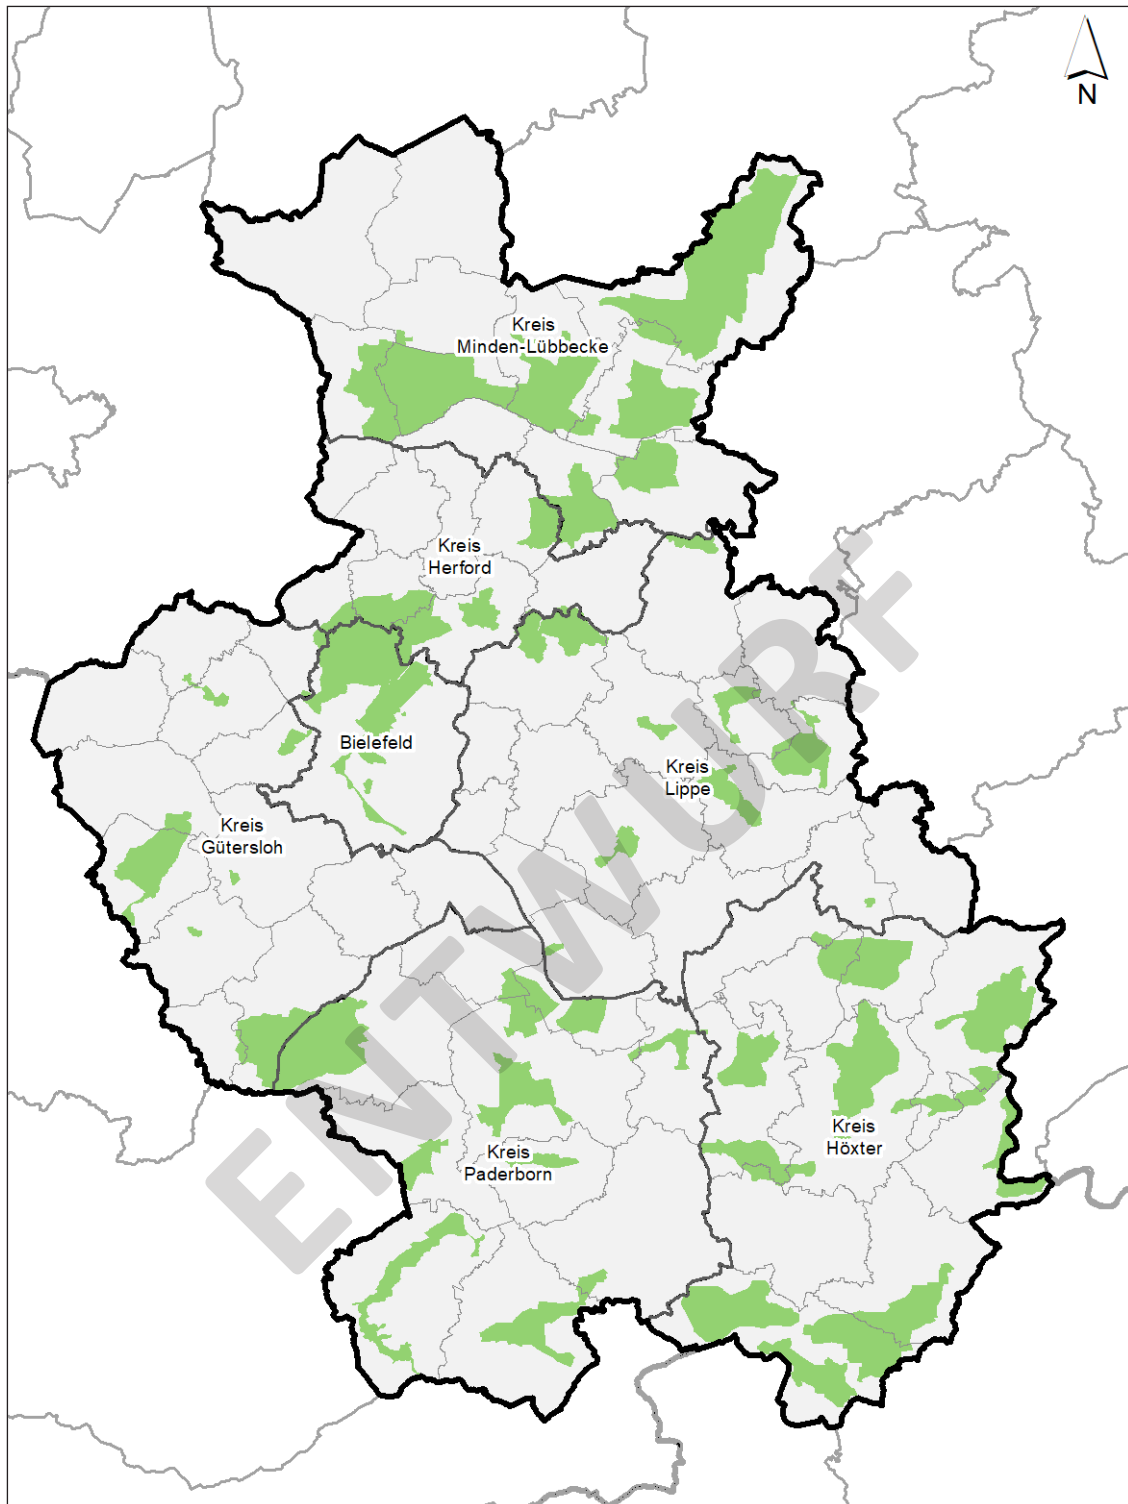 N
Kreis
Minden-Lübbecke
Kreis
Herford
Bielefeld
Kreis
Lippe
Kreis
Gütersloh
Kreis
Höxter
Kreis
Paderborn
ENTWURF